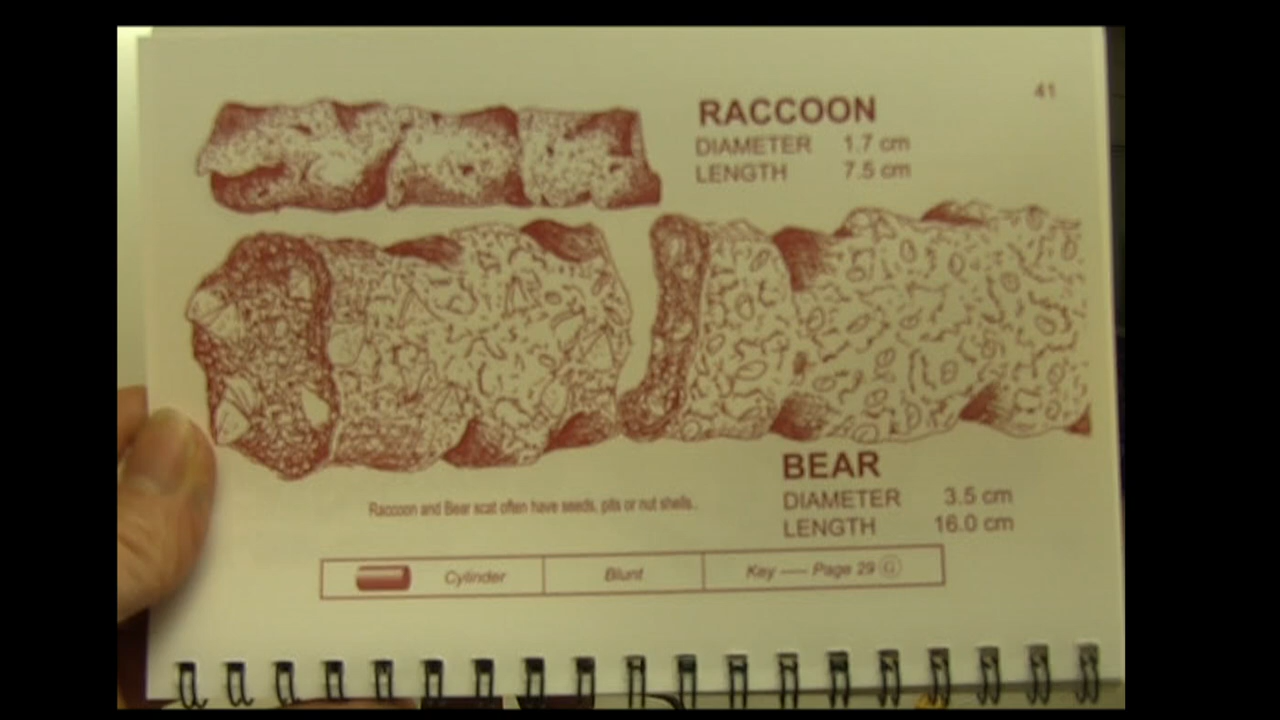 41
RACCOON
DIAMETER 1.7 cm
LENGTH 7.5 cm
BEAR
DIAMETER 3.5 cm
LENGTH 16.0 cm
Raccoon and Bear scat often have seeds, pits or nut shells.
Cylinder Blunt Key — Page 29 G